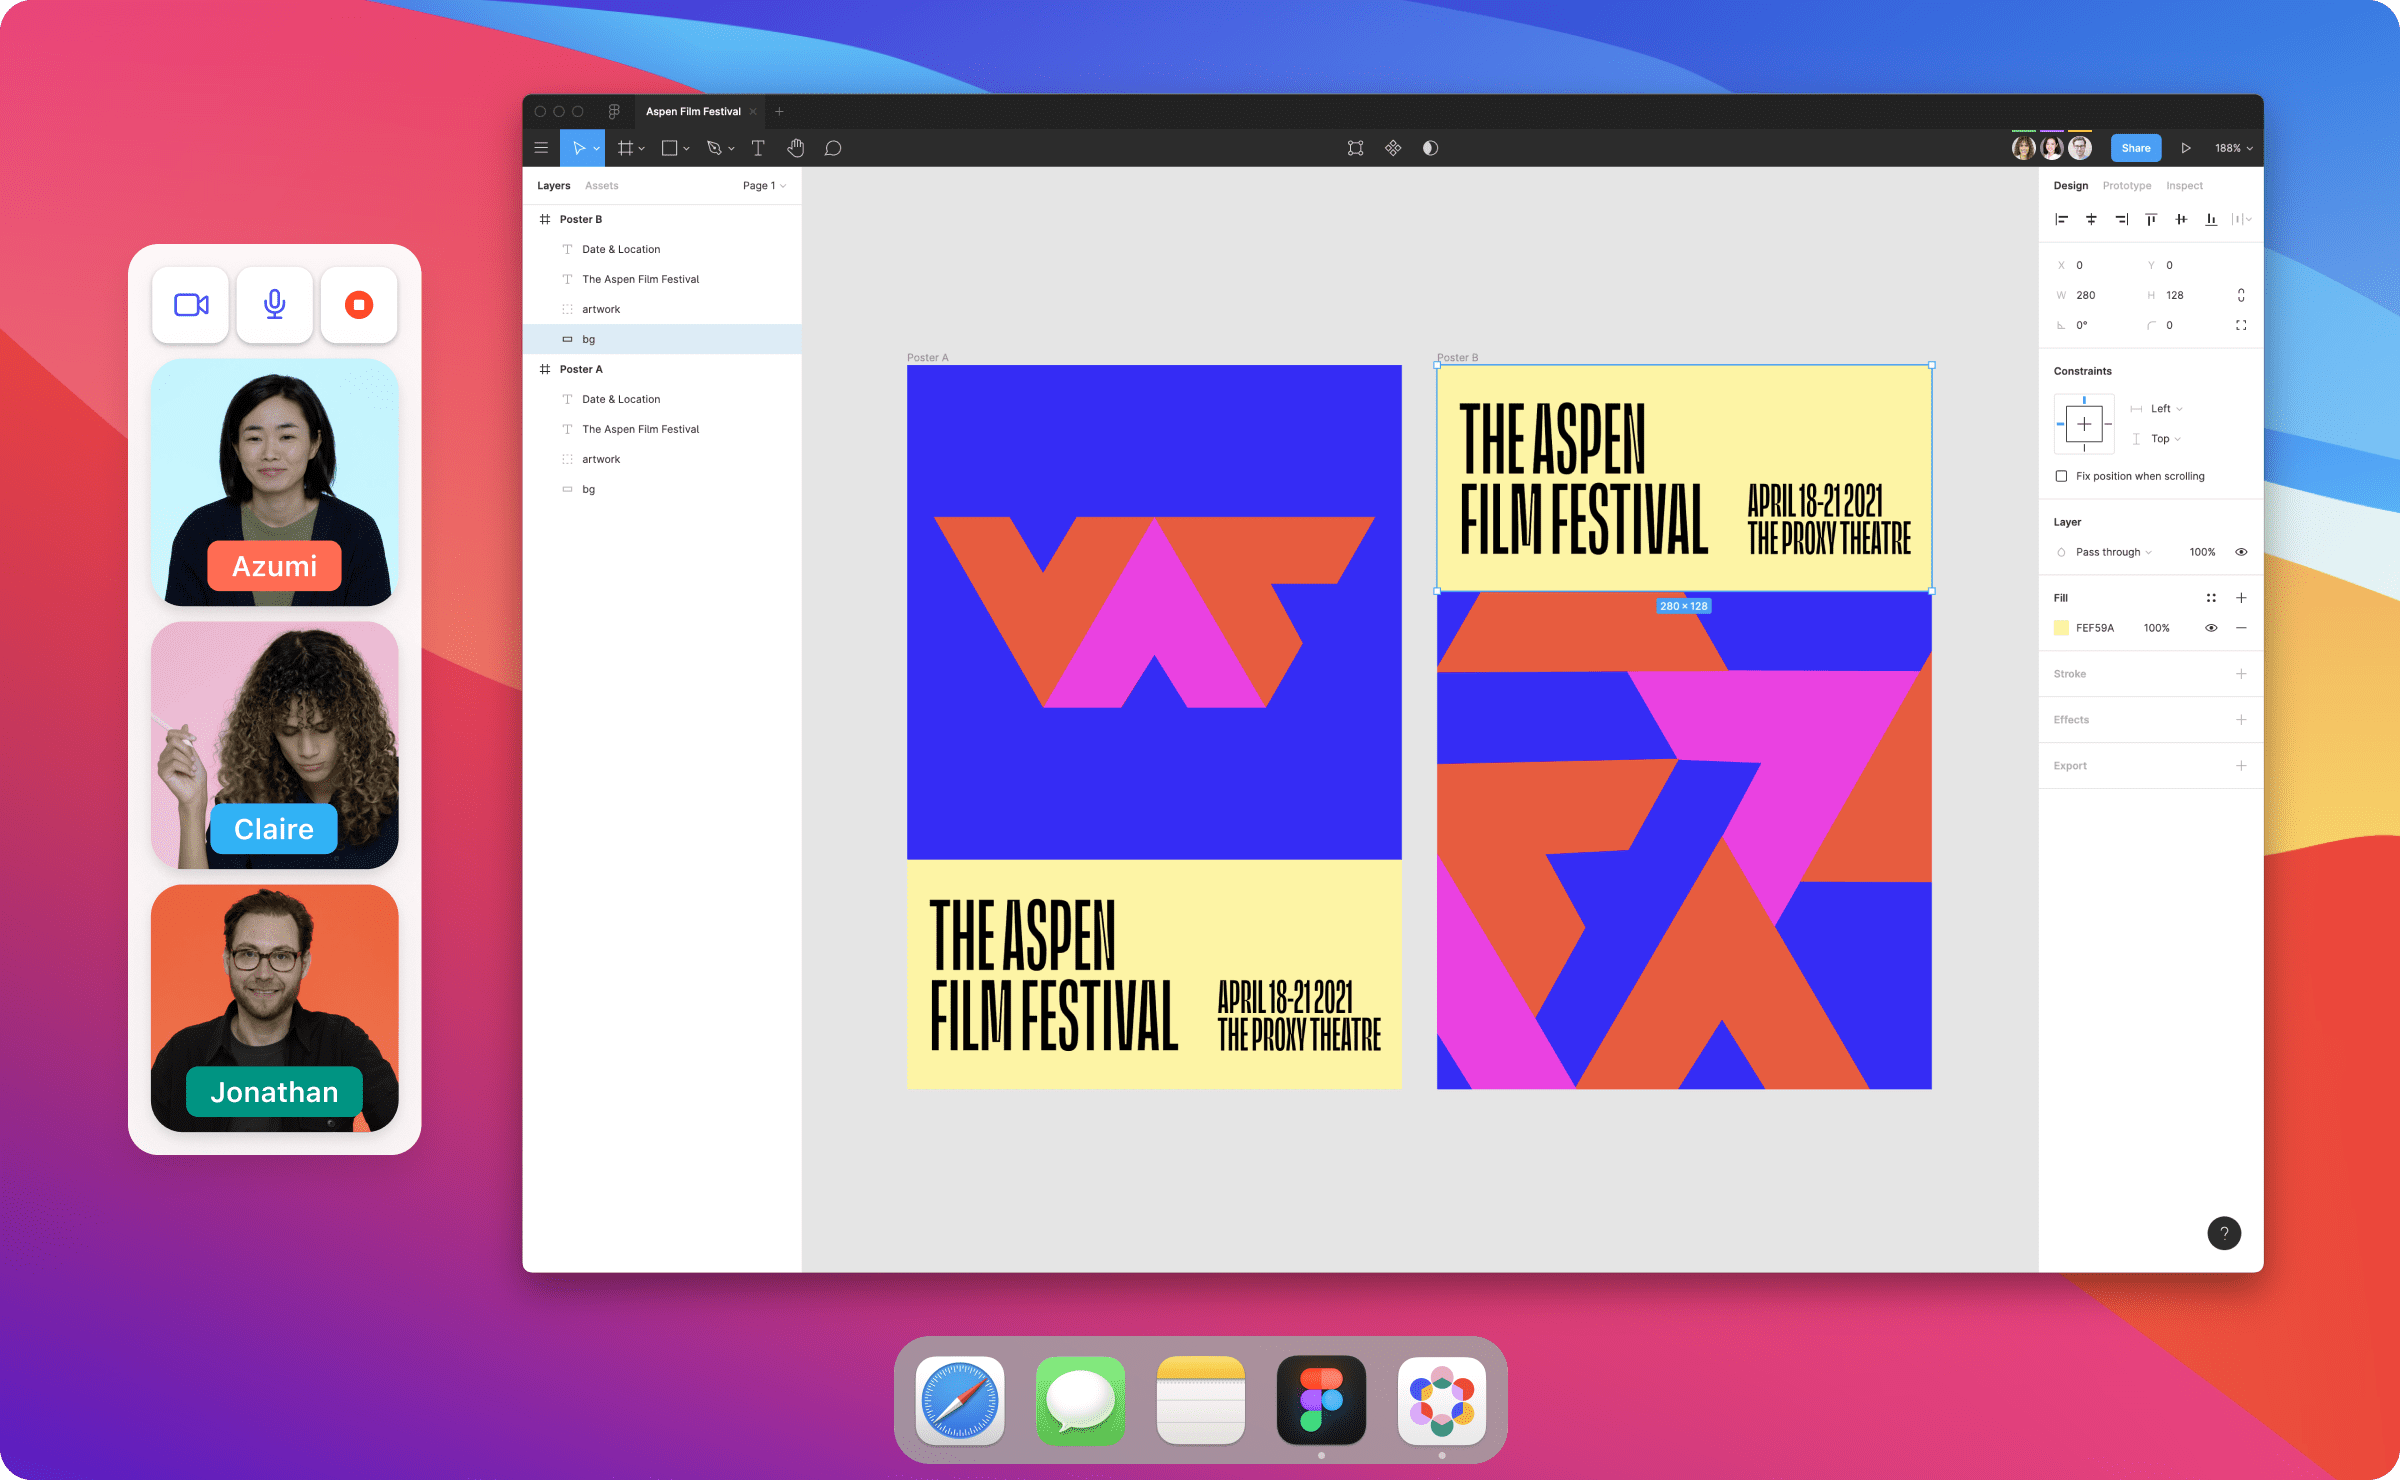 Aspen Film Festival
Share
188%
Layers
Assets
Page 1
Poster B
Date & Location
The Aspen Film Festival
artwork
bg
Poster A
Date & Location
The Aspen Film Festival
artwork
bg
Azumi
Claire
Jonathan
Poster A
THE ASPEN
FILM FESTIVAL
APRIL 18-21 2021
THE PROXY THEATRE
Poster B
THE ASPEN
FILM FESTIVAL
APRIL 18-21 2021
THE PROXY THEATRE
280 × 128
Design
Prototype
Inspect
X 0
Y 0
W 280
H 128
0°
0
Constraints
Left
Top
Fix position when scrolling
Layer
Pass through
100%
Fill
FEF59A
100%
Stroke
Effects
Export
?